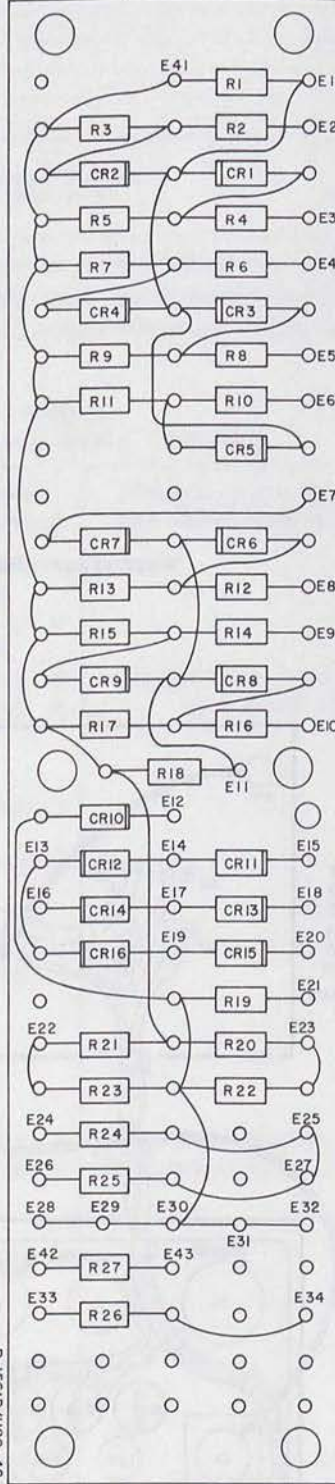 E41
R1 E1
R3 R2 E2
CR2 CR1
R5 R4 E3
R7 R6 E4
CR4 CR3
R9 R8 E5
R11 R10 E6
CR5
E7
CR7 CR6
R13 R12 E8
R15 R14 E9
CR9 CR8
R17 R16 E10
R18
E11
CR10 E12
E13 E14 E15
CR12 CR11
E16 E17 E18
CR14 CR13
E19 E20
CR16 CR15
E21
R19
E22 E23
R21 R20
R23 R22
E24 E25
R24
E26 E27
R25
E28 E29 E30 E32
E31
E42 E43
R27
E33 E34
R26